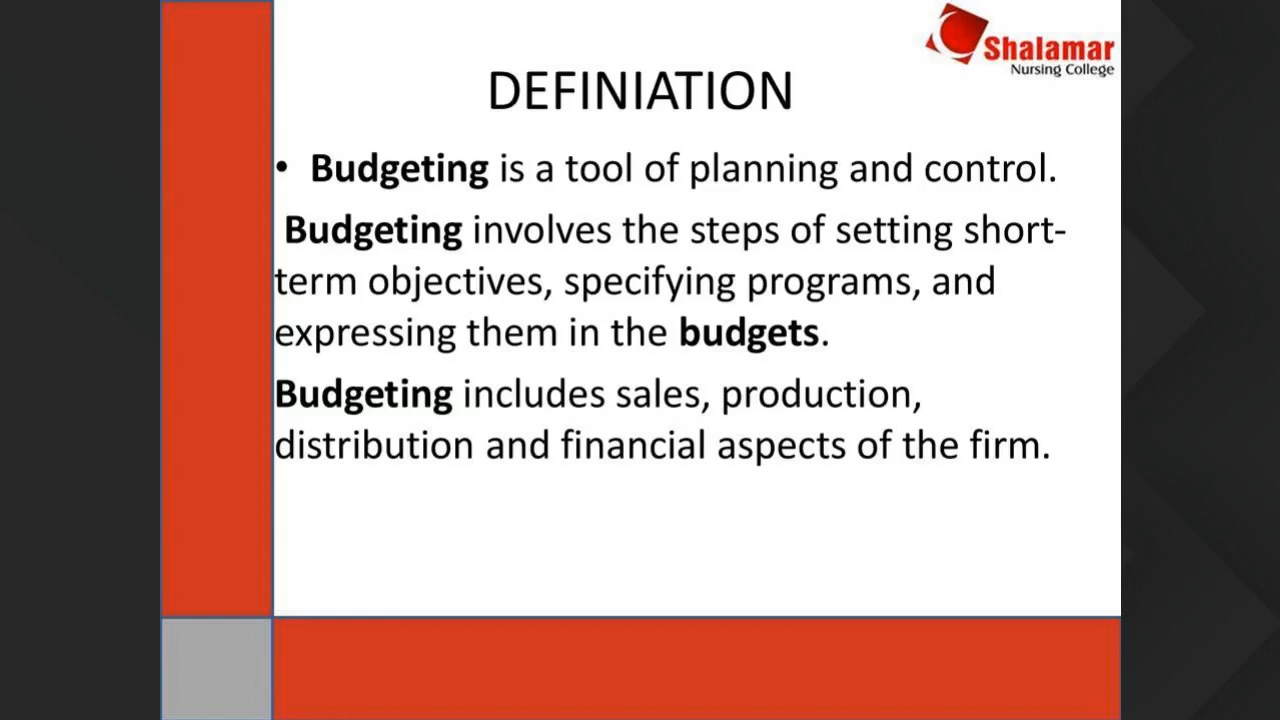 Shalamar
Nursing College
DEFINIATION
• Budgeting is a tool of planning and control.
Budgeting involves the steps of setting short-
term objectives, specifying programs, and
expressing them in the budgets.
Budgeting includes sales, production,
distribution and financial aspects of the firm.